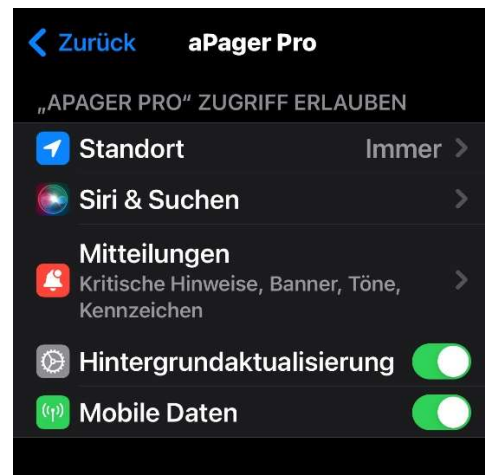 Zurück aPager Pro
„APAGER PRO“ ZUGRIFF ERLAUBEN
Standort Immer
Siri & Suchen
Mitteilungen
Kritische Hinweise, Banner, Töne,
Kennzeichen
Hintergrundaktualisierung
Mobile Daten